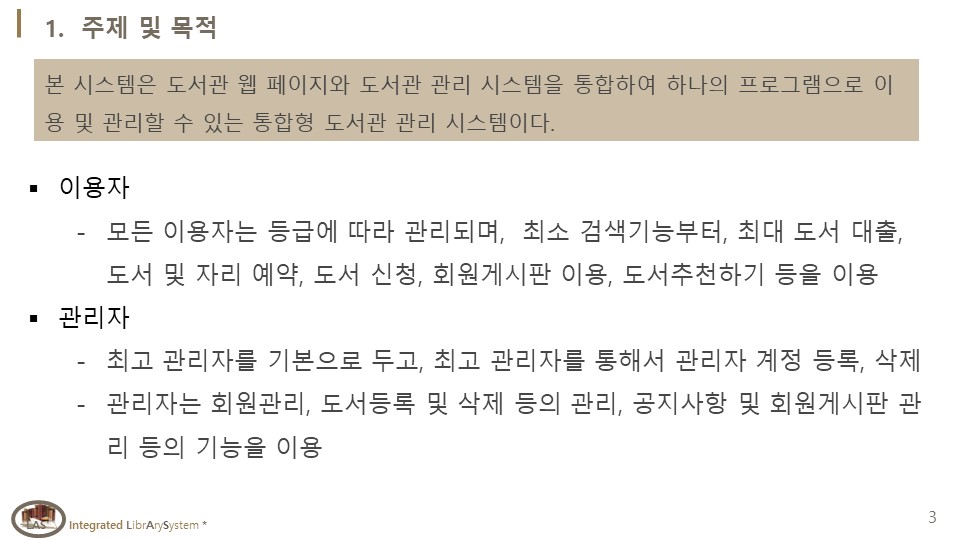 1. 주제 및 목적
본 시스템은 도서관 웹 페이지와 도서관 관리 시스템을 통합하여 하나의 프로그램으로 이
용 및 관리할 수 있는 통합형 도서관 관리 시스템이다.
▪ 이용자
- 모든 이용자는 등급에 따라 관리되며, 최소 검색기능부터, 최대 도서 대출,
도서 및 자리 예약, 도서 신청, 회원게시판 이용, 도서추천하기 등을 이용
▪ 관리자
- 최고 관리자를 기본으로 두고, 최고 관리자를 통해서 관리자 계정 등록, 삭제
- 관리자는 회원관리, 도서등록 및 삭제 등의 관리, 공지사항 및 회원게시판 관
리 등의 기능을 이용
LAS
Integrated LibrArySystem *
3